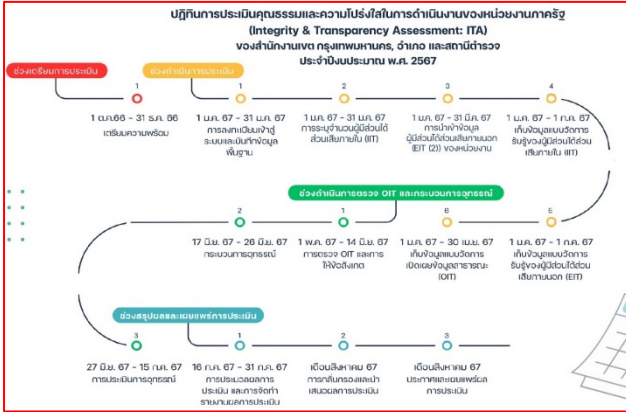 ปฏิทินการประเมินคุณธรรมและความโปร่งใสในการดำเนินงานของหน่วยงานภาครัฐ
(Integrity & Transparency Assessment: ITA)
ของสำนักงานเขต กรุงเทพมหานคร, อำเภอ และสถานีตำรวจ
ประจำปีงบประมาณ พ.ศ. 2567
ช่วงเตรียมการประเมิน
ช่วงดำเนินการประเมิน
1
1 ต.ค.66 - 31 ธ.ค. 66
เตรียมความพร้อม
1
1 ม.ค. 67 - 31 ม.ค. 67
การลงทะเบียนเข้าสู่
ระบบและบันทึกข้อมูล
พื้นฐาน
2
1 ม.ค. 67 - 31 ม.ค. 67
การระบุจำนวนผู้มีส่วนได้
ส่วนเสียภายใน (IIT)
3
1 ม.ค. 67 - 31 มี.ค. 67
การนำเข้าข้อมูล
ผู้มีส่วนได้ส่วนเสียภายนอก
(EIT (2)) ของหน่วยงาน
4
1 ม.ค. 67 - 1 ก.ค. 67
เก็บข้อมูลแบบวัดการ
รับรู้ของผู้มีส่วนได้ส่วน
เสียภายใน (IIT)
ช่วงดำเนินการตรวจ OIT และกระบวนการอุทธรณ์
2
17 มิ.ย. 67 - 26 มิ.ย. 67
กระบวนการอุทธรณ์
1
1 พ.ค. 67 - 14 มิ.ย. 67
การตรวจ OIT และการ
ให้ข้อสังเกต
6
1 ม.ค. 67 - 30 เม.ย. 67
เก็บข้อมูลแบบวัดการ
เปิดเผยข้อมูลสาธารณะ
(OIT)
5
1 ม.ค. 67 - 1 ก.ค. 67
เก็บข้อมูลแบบวัดการ
รับรู้ของผู้มีส่วนได้ส่วน
เสียภายนอก (EIT)
ช่วงสรุปผลและเผยแพร่การประเมิน
3
27 มิ.ย. 67 - 15 ก.ค. 67
การประเมินการอุทธรณ์
1
16 ก.ค. 67 - 31 ก.ค. 67
การประมวลผลการ
ประเมิน และการจัดทำ
รายงานผลการประเมิน
2
เดือนสิงหาคม 67
การกลั่นกรองและนำ
เสนอผลการประเมิน
3
เดือนสิงหาคม 67
ประกาศและเผยแพร่ผล
การประเมิน